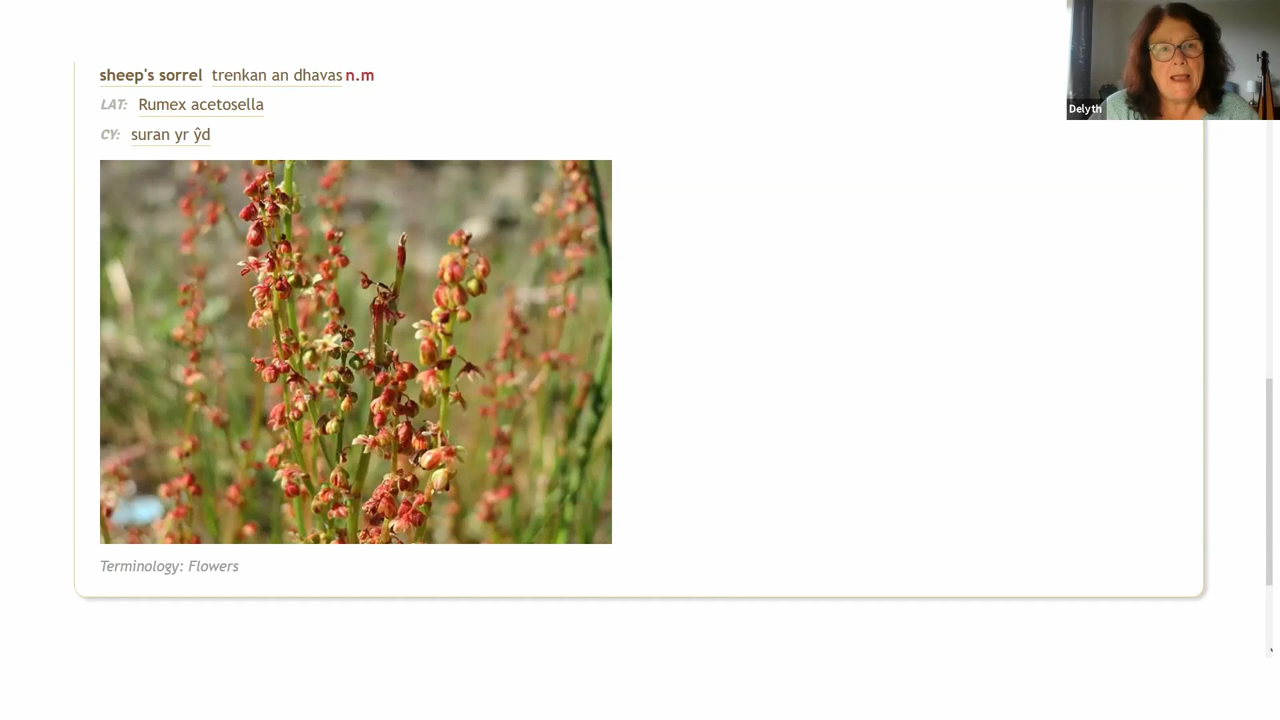 sheep's sorrel trenkan an dhavas n.m
LAT: Rumex acetosella
CY: suran yr ŷd
Terminology: Flowers
Delyth